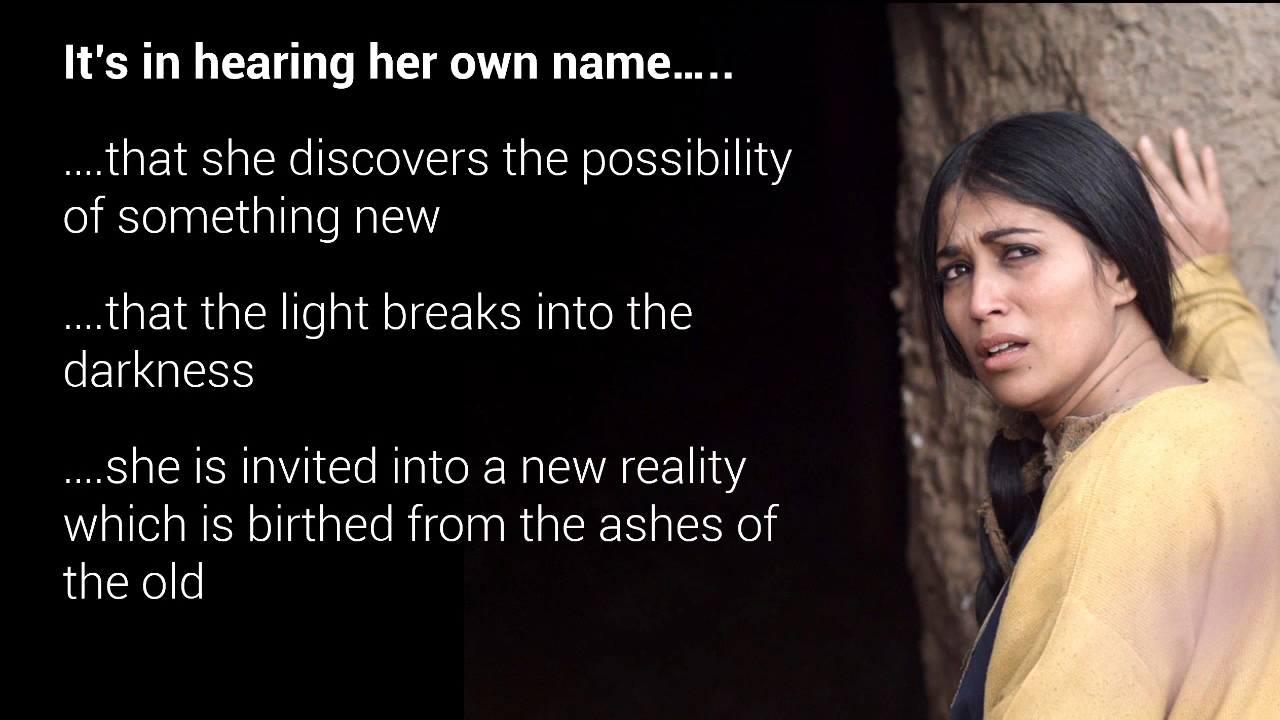 It's in hearing her own name…..
....that she discovers the possibility
of something new
....that the light breaks into the
darkness
....she is invited into a new reality
which is birthed from the ashes of
the old